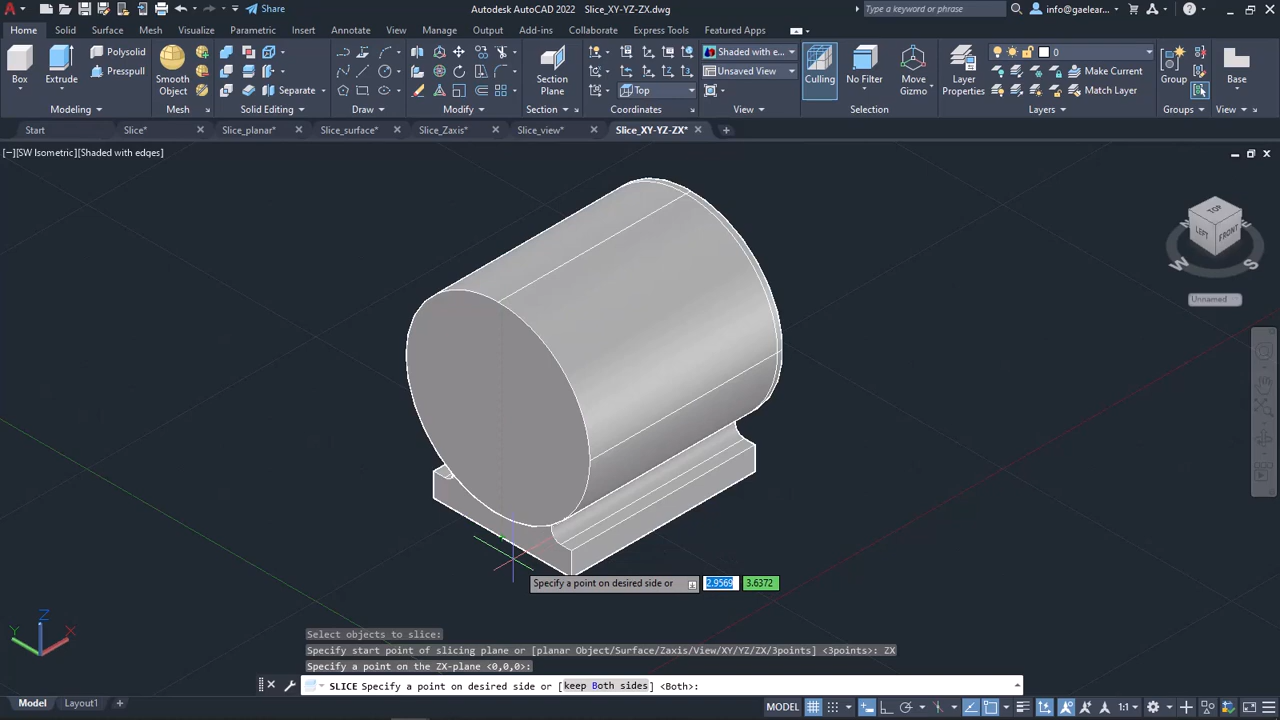 Share
Autodesk AutoCAD 2022 Slice_XY-YZ-ZX.dwg
Type a keyword or phrase
info@gaelear...
Home Solid Surface Mesh Visualize Parametric Insert Annotate View Manage Output Add-ins Collaborate Express Tools Featured Apps
Polysolid
Presspull
Shaded with e...
Unsaved View
0
Make Current
Match Layer
Box Extrude
Smooth Object
Separate
Section Plane
Top
Culling No Filter Move Gizmo
Layer Properties
Group Base
Modeling Mesh Solid Editing Draw Modify Section Coordinates View Selection Layers Groups View
Start Slice* Slice_planar* Slice_surface* Slice_Zaxis* Slice_view* Slice_XY-YZ-ZX*
[−][SW Isometric][Shaded with edges]
TOP
LEFT FRONT
N E
W S
Unnamed
Specify a point on desired side or 2.9569 3.6372
Z
Y X
Select objects to slice:
Specify start point of slicing plane or [planar Object/Surface/Zaxis/View/XY/YZ/ZX/3points] <3points>: ZX
Specify a point on the ZX-plane <0,0,0>:
SLICE Specify a point on desired side or [keep Both sides] <Both>:
Model Layout1 MODEL 1:1